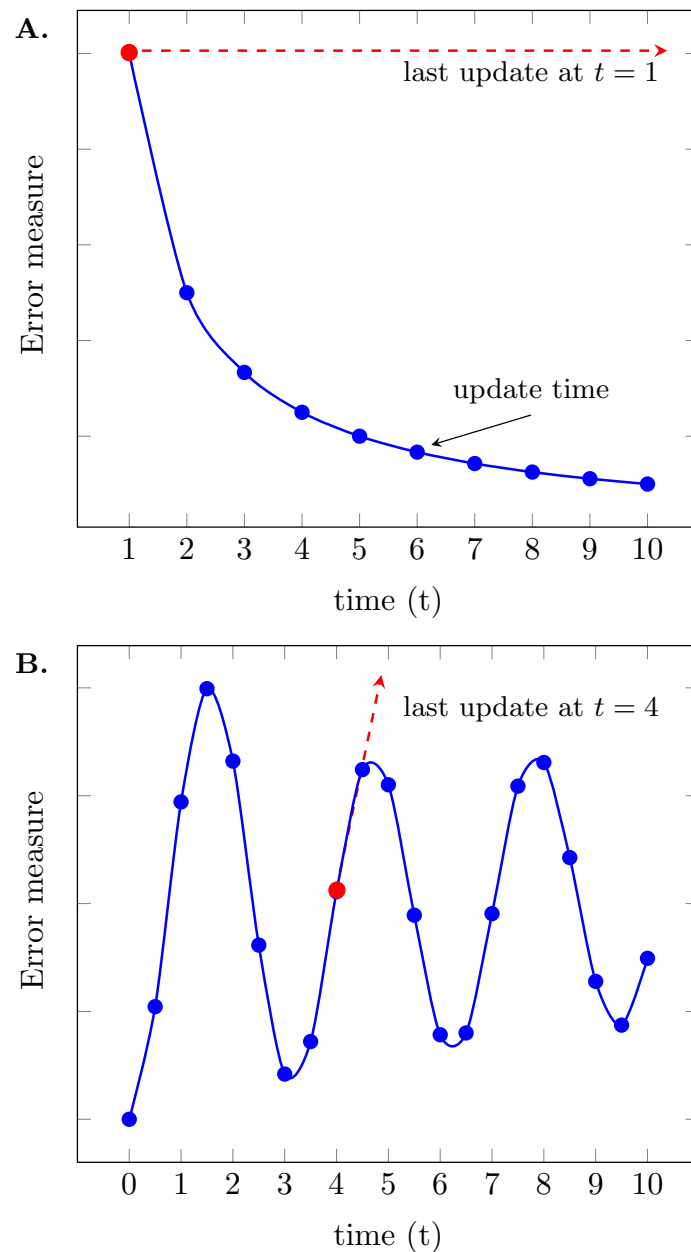 A.
last update at t = 1
Error measure
update time
1 2 3 4 5 6 7 8 9 10
time (t)
B.
last update at t = 4
Error measure
0 1 2 3 4 5 6 7 8 9 10
time (t)